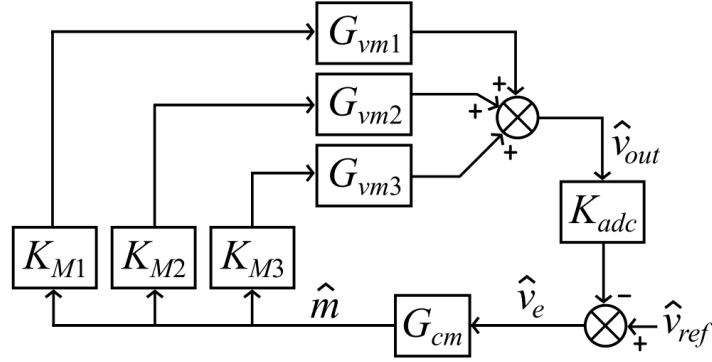 G_vm1
+
G_vm2
+
v̂_out
+
G_vm3
K_adc
K_M1 K_M2 K_M3
m̂
v̂_e
−
G_cm
v̂_ref
+